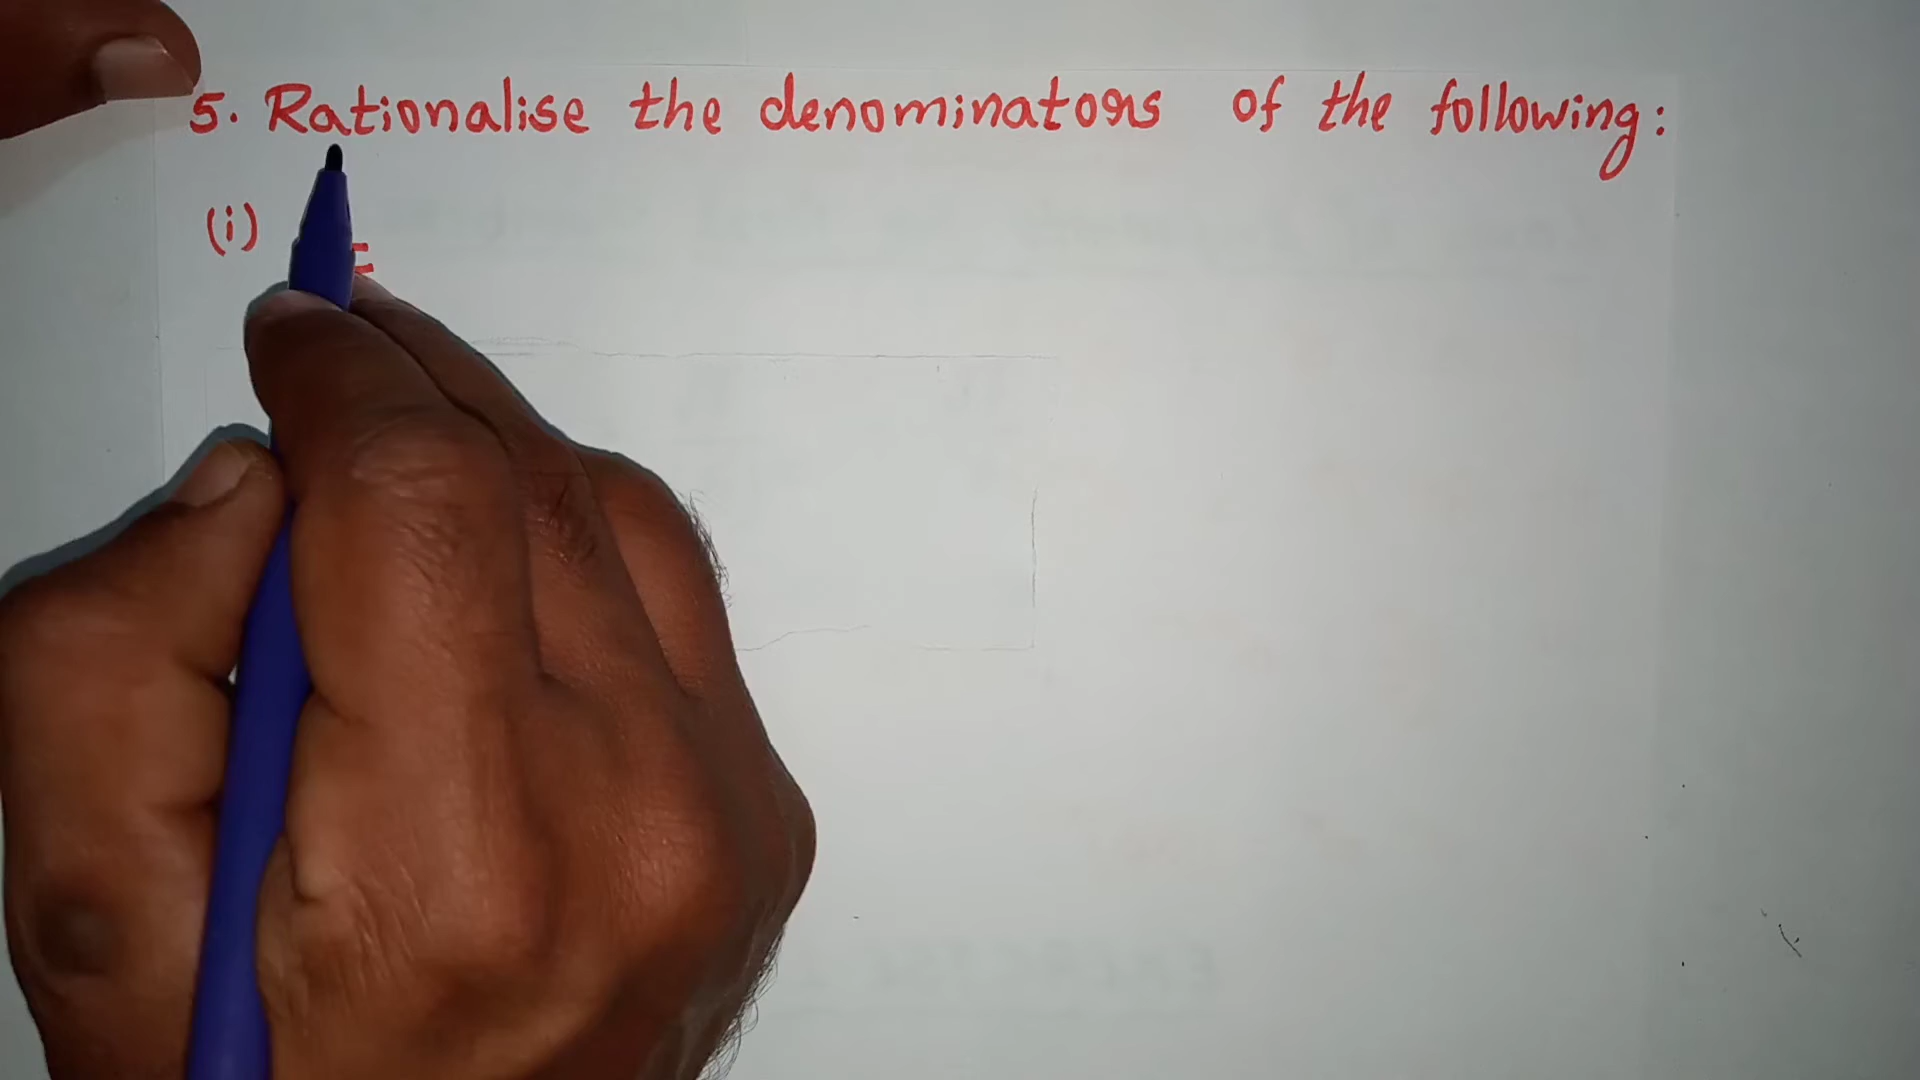 5. Rationalise the denominators of the following:
(i)